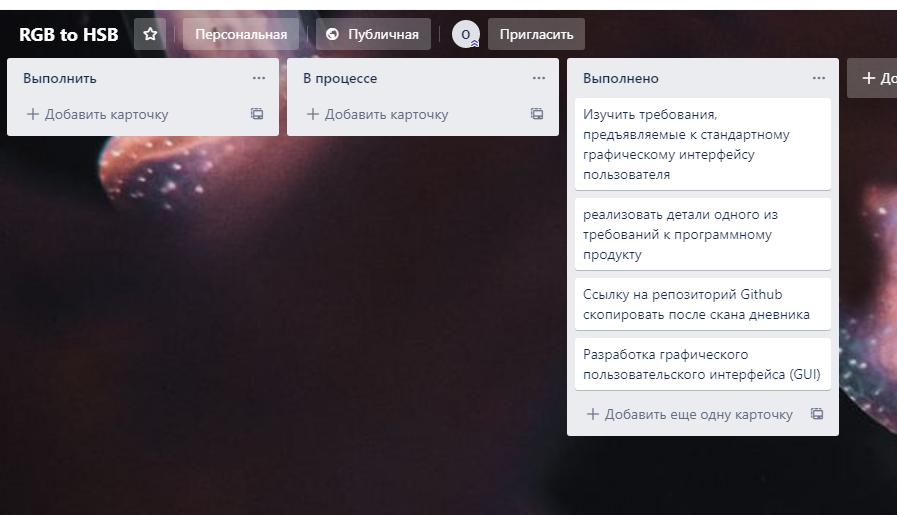 RGB to HSB
Персональная
Публичная
O
Пригласить
Выполнить
Добавить карточку
В процессе
Добавить карточку
Выполнено
Изучить требования,
предъявляемые к стандартному
графическому интерфейсу
пользователя
реализовать детали одного из
требований к программному
продукту
Ссылку на репозиторий Github
скопировать после скана дневника
Разработка графического
пользовательского интерфейса (GUI)
Добавить еще одну карточку
До